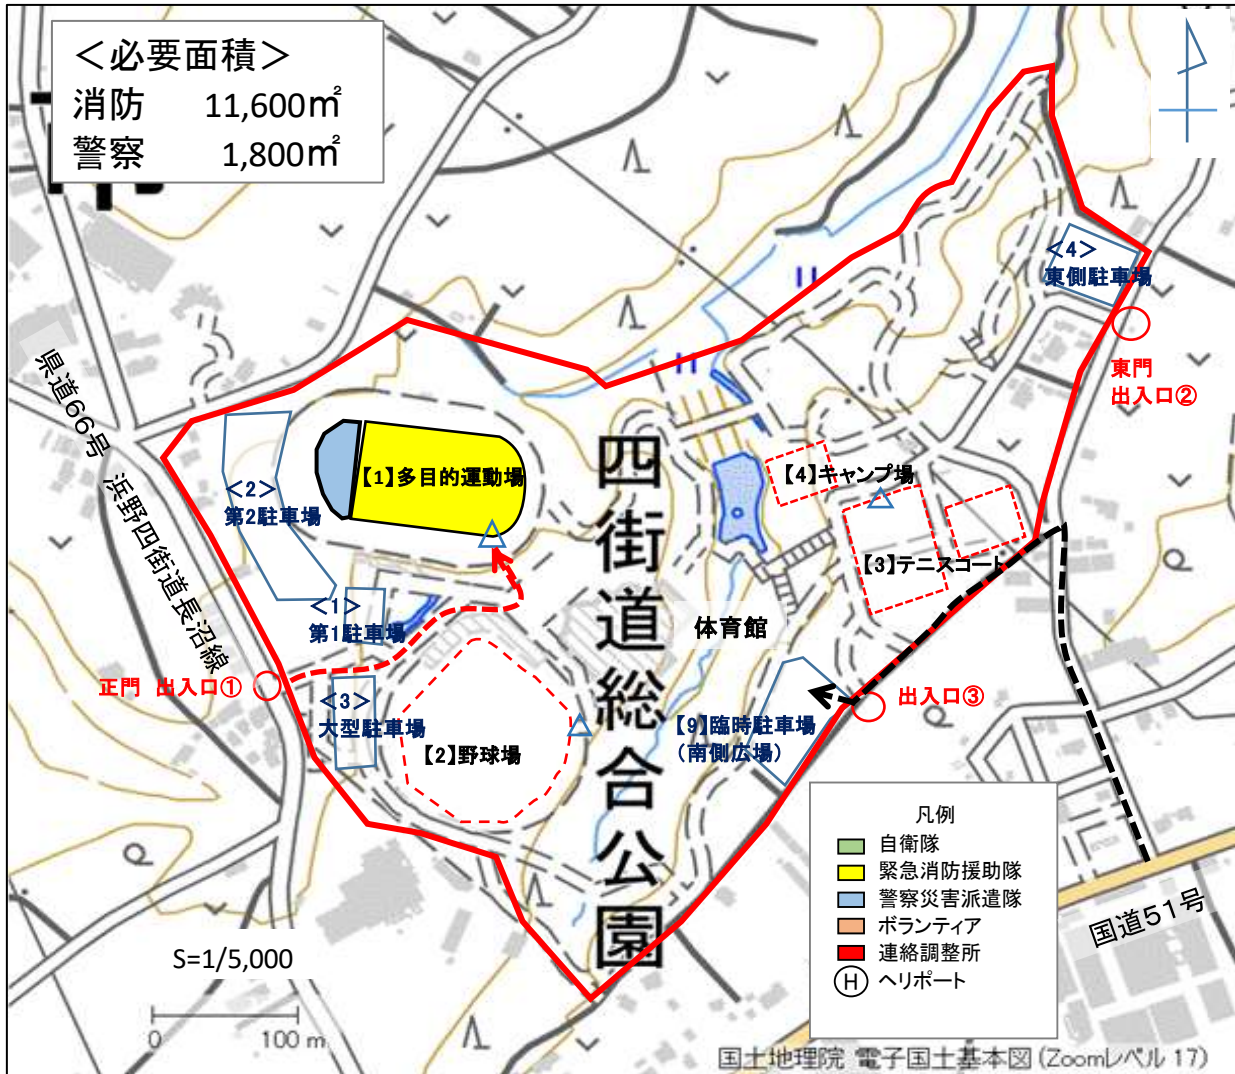 <必要面積>
消防 11,600㎡
警察 1,800㎡
県道66号 浜野四街道長沼線
<2>
第2駐車場
【1】多目的運動場
<1>
第1駐車場
正門 出入口①
<3>
大型駐車場
【2】野球場
四街道総合公園
体育館
【4】キャンプ場
【3】テニスコート
<4>
東側駐車場
東門
出入口②
出入口③
【9】臨時駐車場
(南側広場)
国道51号
凡例
自衛隊
緊急消防援助隊
警察災害派遣隊
ボランティア
連絡調整所
H ヘリポート
S=1/5,000
0 100 m
国土地理院 電子国土基本図 (Zoomレベル 17)